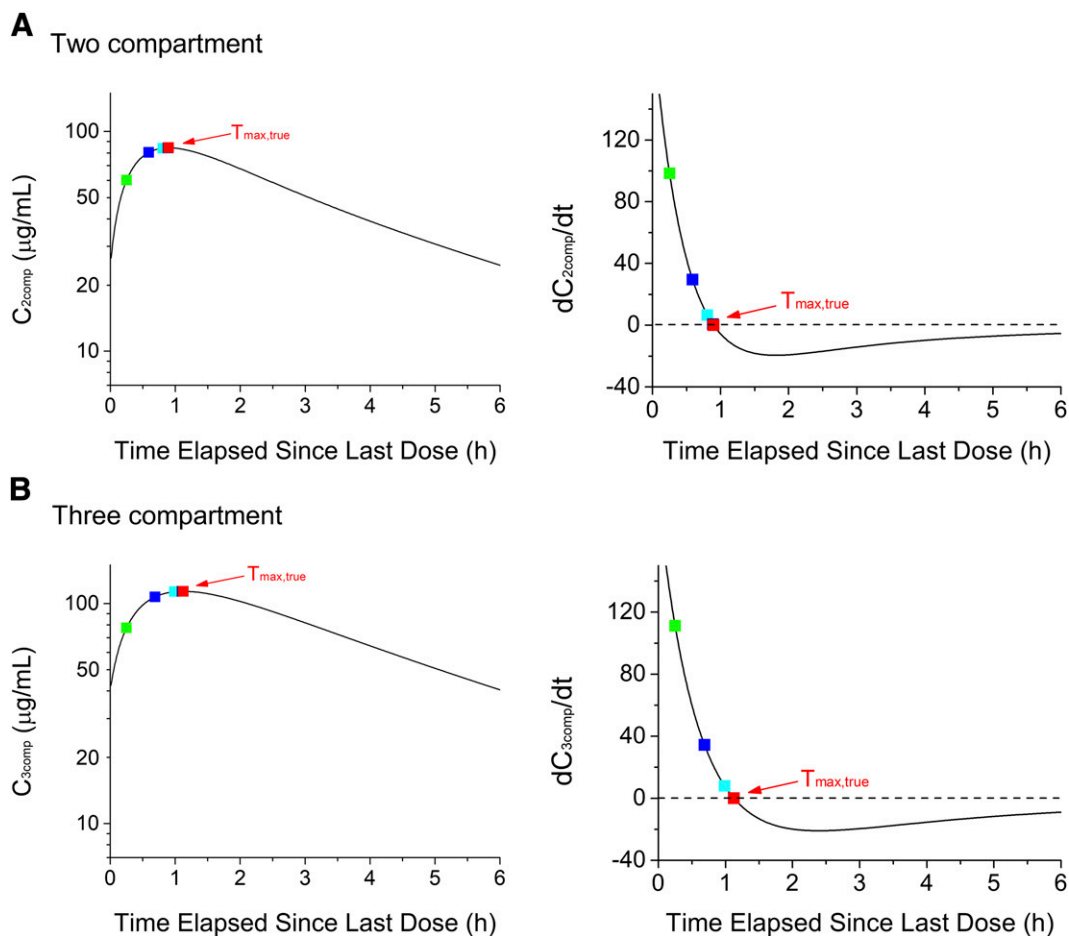 A
Two compartment
100
50
20
10
C2comp (μg/mL)
Tmax,true
0 1 2 3 4 5 6
Time Elapsed Since Last Dose (h)
120
80
40
0
-40
dC2comp/dt
Tmax,true
0 1 2 3 4 5 6
Time Elapsed Since Last Dose (h)
B
Three compartment
100
50
20
10
C3comp (μg/mL)
Tmax,true
0 1 2 3 4 5 6
Time Elapsed Since Last Dose (h)
120
80
40
0
-40
dC3comp/dt
Tmax,true
0 1 2 3 4 5 6
Time Elapsed Since Last Dose (h)